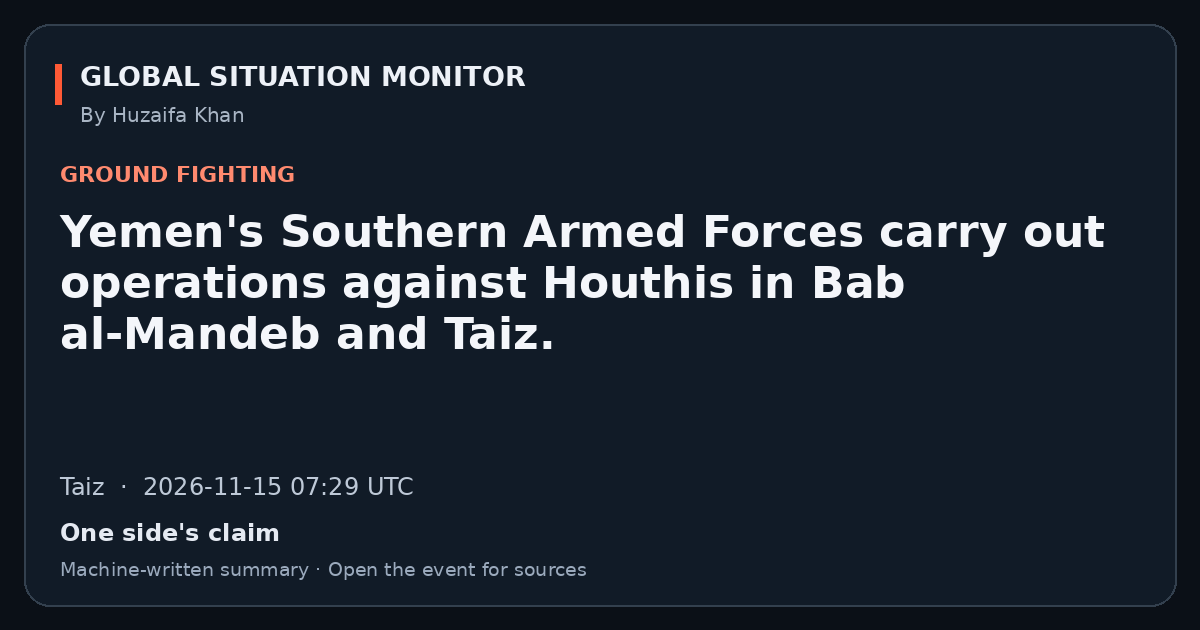 GLOBAL SITUATION MONITOR
By Huzaifa Khan
GROUND FIGHTING
Yemen's Southern Armed Forces carry out
operations against Houthis in Bab
al-Mandeb and Taiz.
Taiz · 2026-11-15 07:29 UTC
One side's claim
Machine-written summary · Open the event for sources